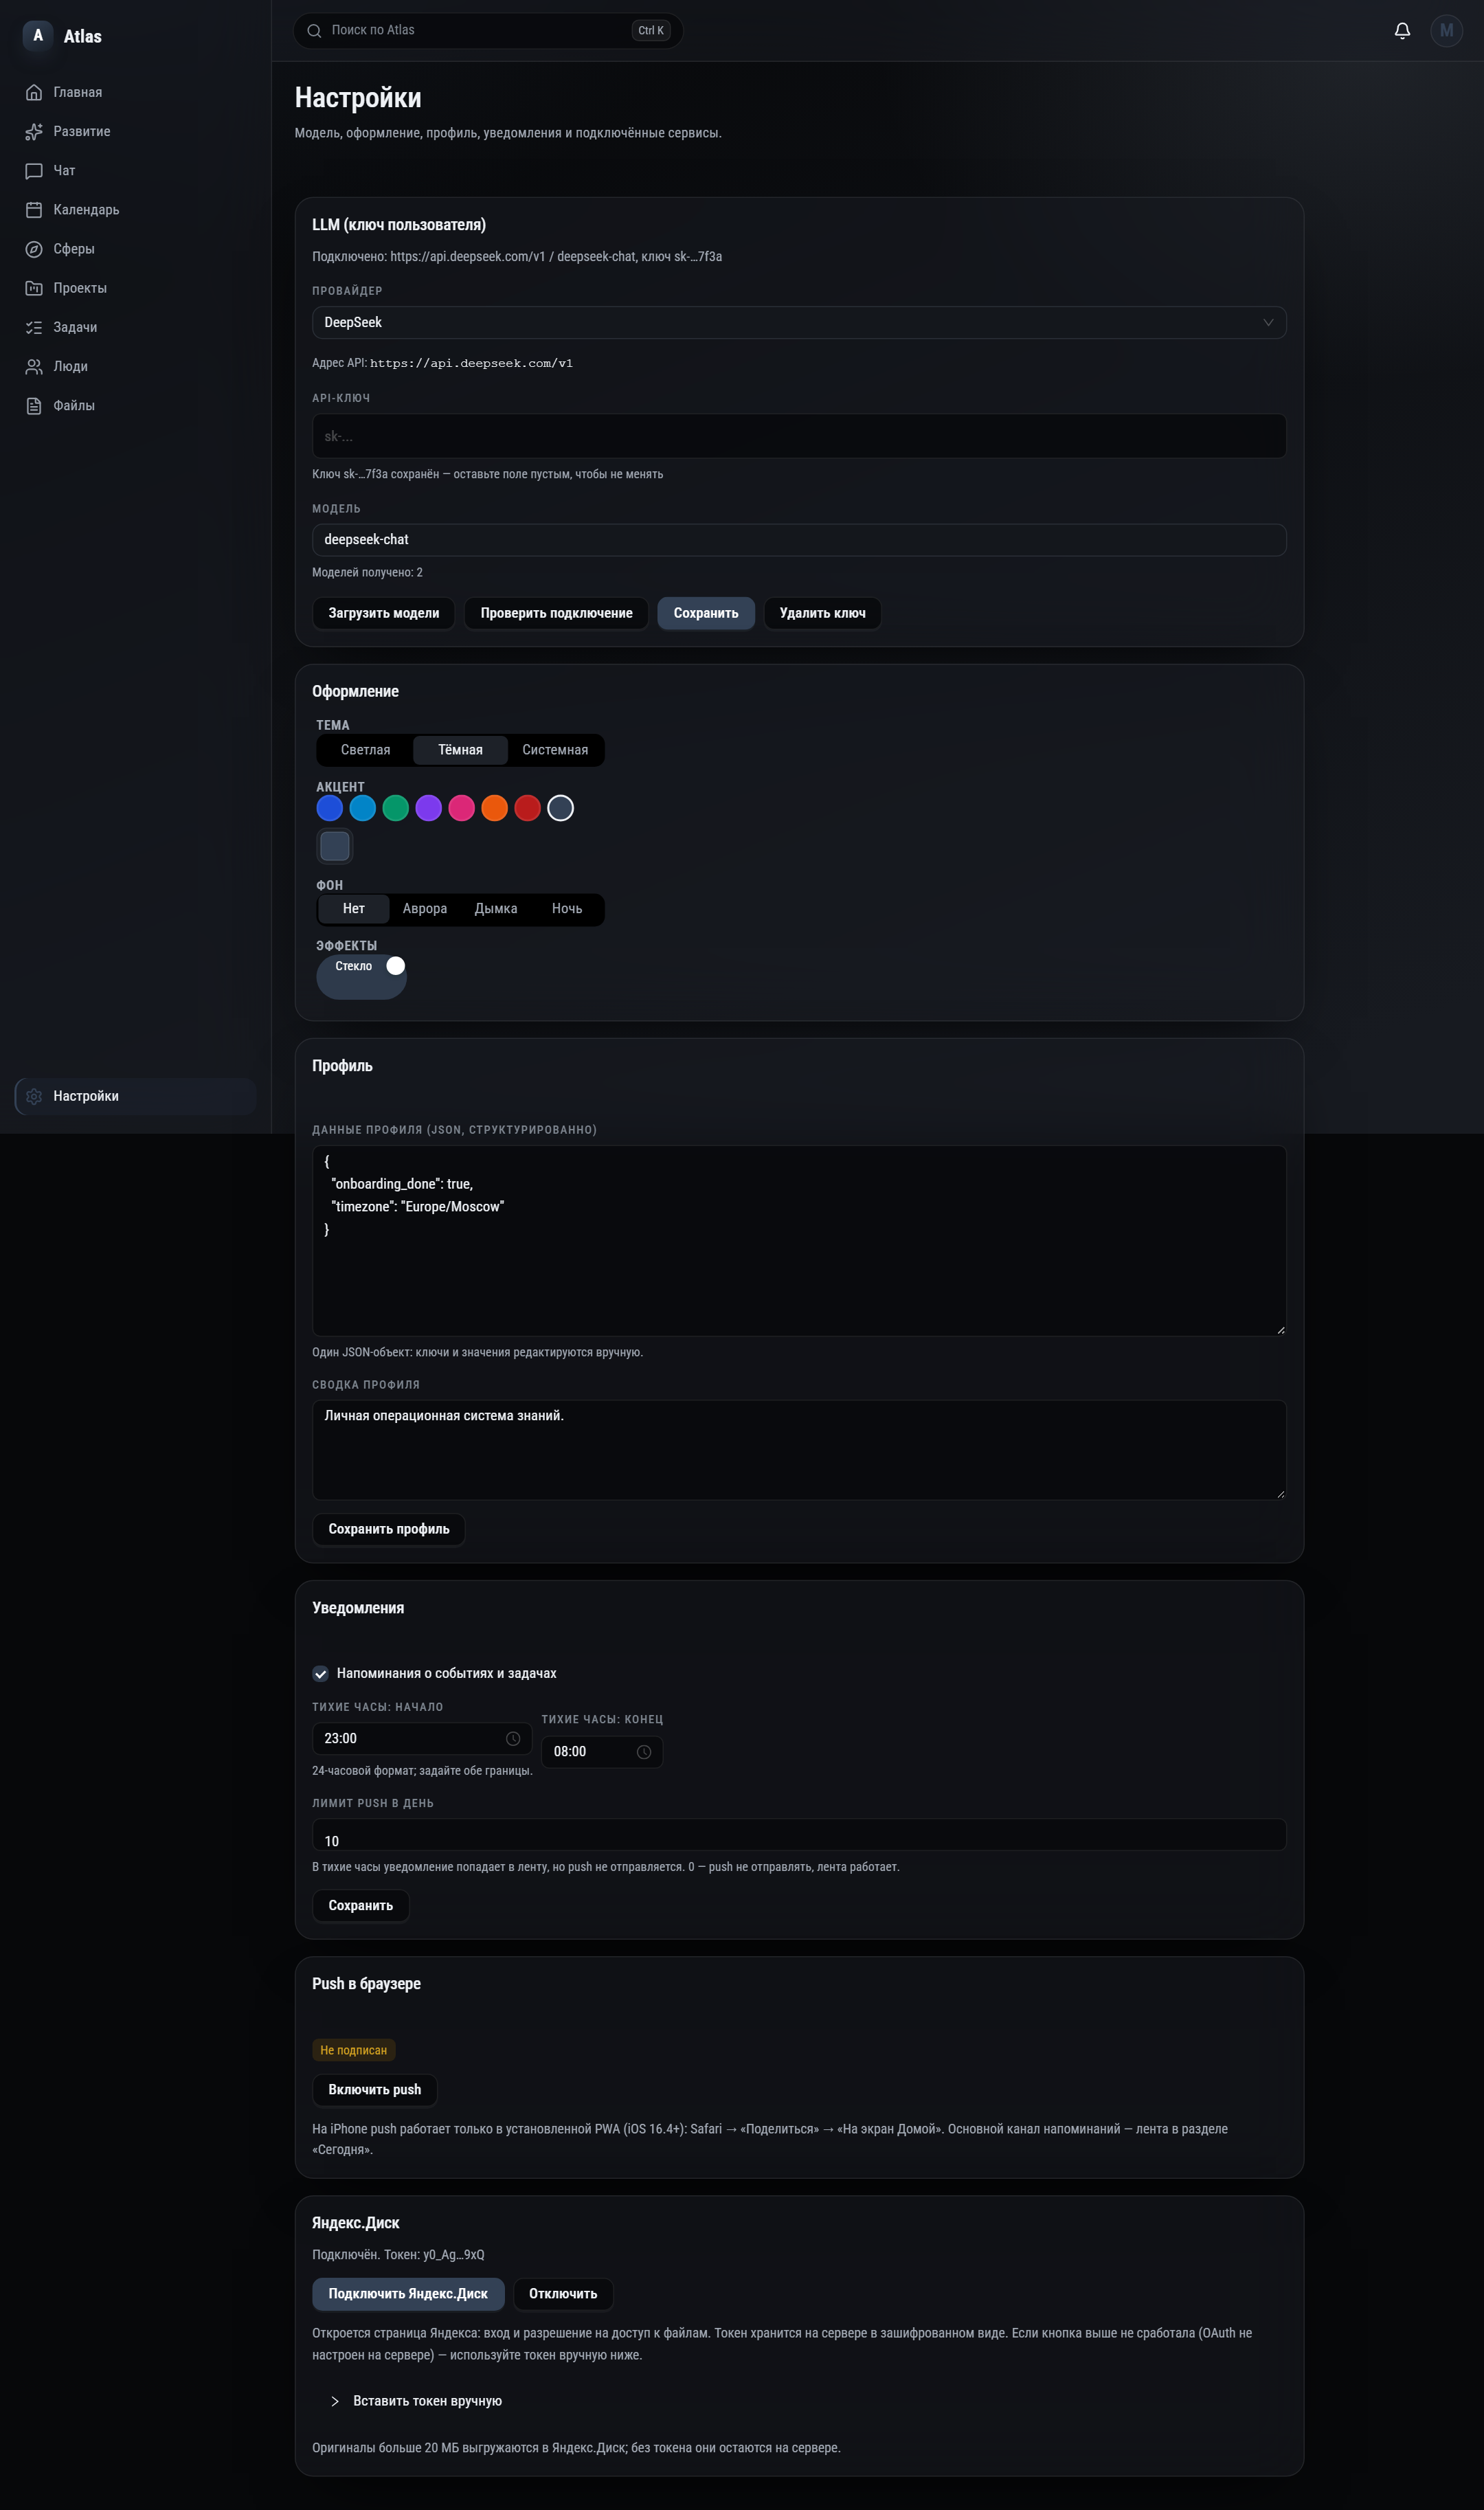 A Atlas
Поиск по Atlas Ctrl K M
Главная
Развитие
Чат
Календарь
Сферы
Проекты
Задачи
Люди
Файлы
Настройки
Настройки
Модель, оформление, профиль, уведомления и подключённые сервисы.
LLM (ключ пользователя)
Подключено: https://api.deepseek.com/v1 / deepseek-chat, ключ sk-…7f3a
ПРОВАЙДЕР
DeepSeek
Адрес API: https://api.deepseek.com/v1
API-КЛЮЧ
sk-...
Ключ sk-…7f3a сохранён — оставьте поле пустым, чтобы не менять
МОДЕЛЬ
deepseek-chat
Моделей получено: 2
Загрузить модели Проверить подключение Сохранить Удалить ключ
Оформление
ТЕМА
Светлая Тёмная Системная
АКЦЕНТ
ФОН
Нет Аврора Дымка Ночь
ЭФФЕКТЫ
Стекло
Профиль
ДАННЫЕ ПРОФИЛЯ (JSON, СТРУКТУРИРОВАННО)
{
"onboarding_done": true,
"timezone": "Europe/Moscow"
}
Один JSON-объект: ключи и значения редактируются вручную.
СВОДКА ПРОФИЛЯ
Личная операционная система знаний.
Сохранить профиль
Уведомления
Напоминания о событиях и задачах
ТИХИЕ ЧАСЫ: НАЧАЛО
23:00
24-часовой формат; задайте обе границы.
ТИХИЕ ЧАСЫ: КОНЕЦ
08:00
ЛИМИТ PUSH В ДЕНЬ
10
В тихие часы уведомление попадает в ленту, но push не отправляется. 0 — push не отправлять, лента работает.
Сохранить
Push в браузере
Не подписан
Включить push
На iPhone push работает только в установленной PWA (iOS 16.4+): Safari → «Поделиться» → «На экран Домой». Основной канал напоминаний — лента в разделе
«Сегодня».
Яндекс.Диск
Подключён. Токен: y0_Ag…9xQ
Подключить Яндекс.Диск Отключить
Откроется страница Яндекса: вход и разрешение на доступ к файлам. Токен хранится на сервере в зашифрованном виде. Если кнопка выше не сработала (OAuth не
настроен на сервере) — используйте токен вручную ниже.
Вставить токен вручную
Оригиналы больше 20 МБ выгружаются в Яндекс.Диск; без токена они остаются на сервере.